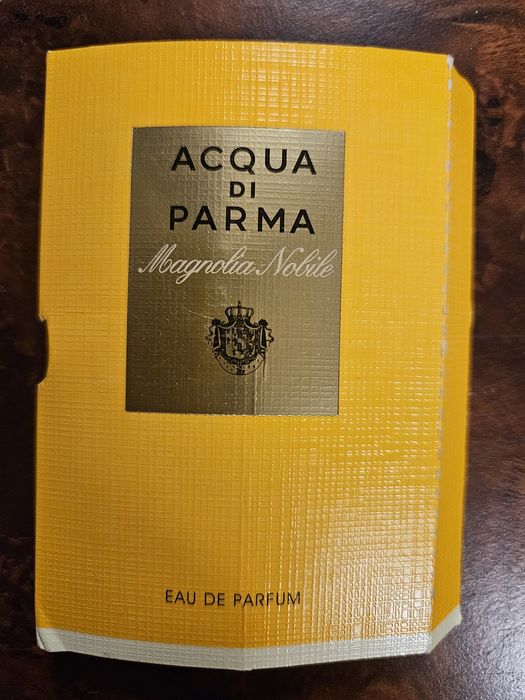 ACQUA
DI
PARMA
Magnolia Nobile
EAU DE PARFUM